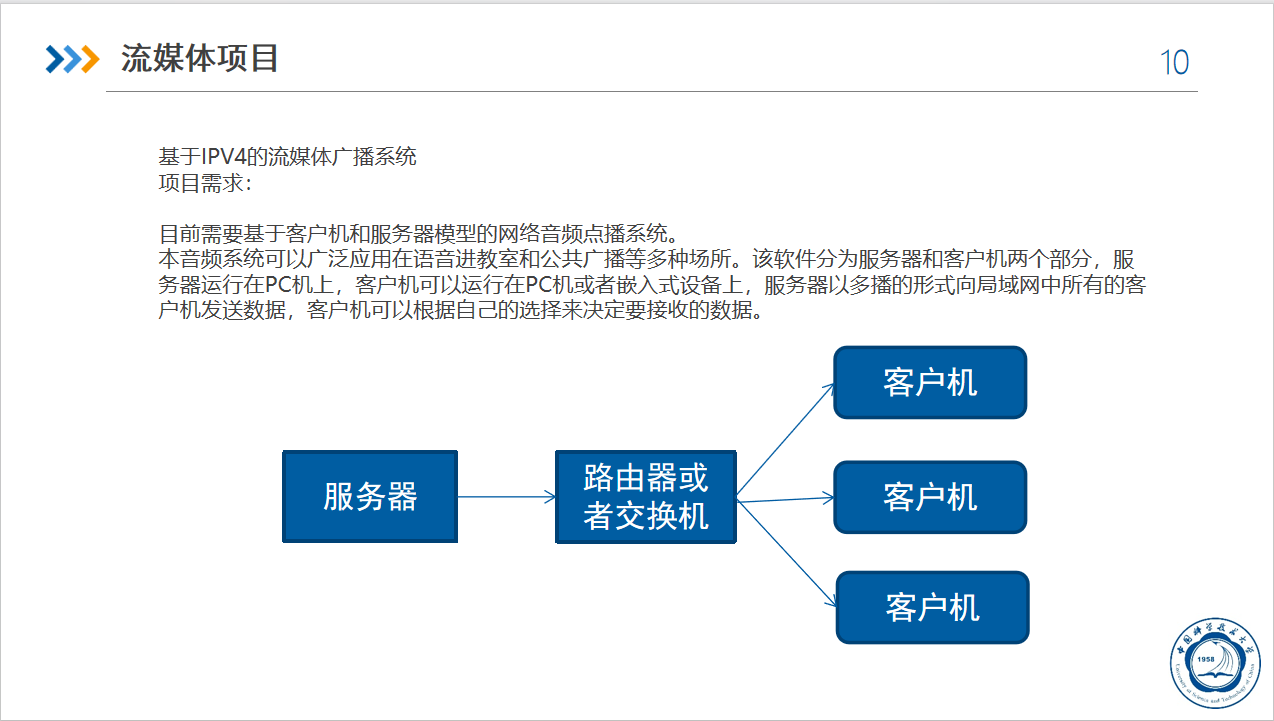 流媒体项目
10
基于IPV4的流媒体广播系统
项目需求：
目前需要基于客户机和服务器模型的网络音频点播系统。
本音频系统可以广泛应用在语音进教室和公共广播等多种场所。该软件分为服务器和客户机两个部分，服
务器运行在PC机上，客户机可以运行在PC机或者嵌入式设备上，服务器以多播的形式向局域网中所有的客
户机发送数据，客户机可以根据自己的选择来决定要接收的数据。
客户机
服务器
路由器或
者交换机
客户机
客户机
中国科学技术大学
1958
University of Science and Technology of China